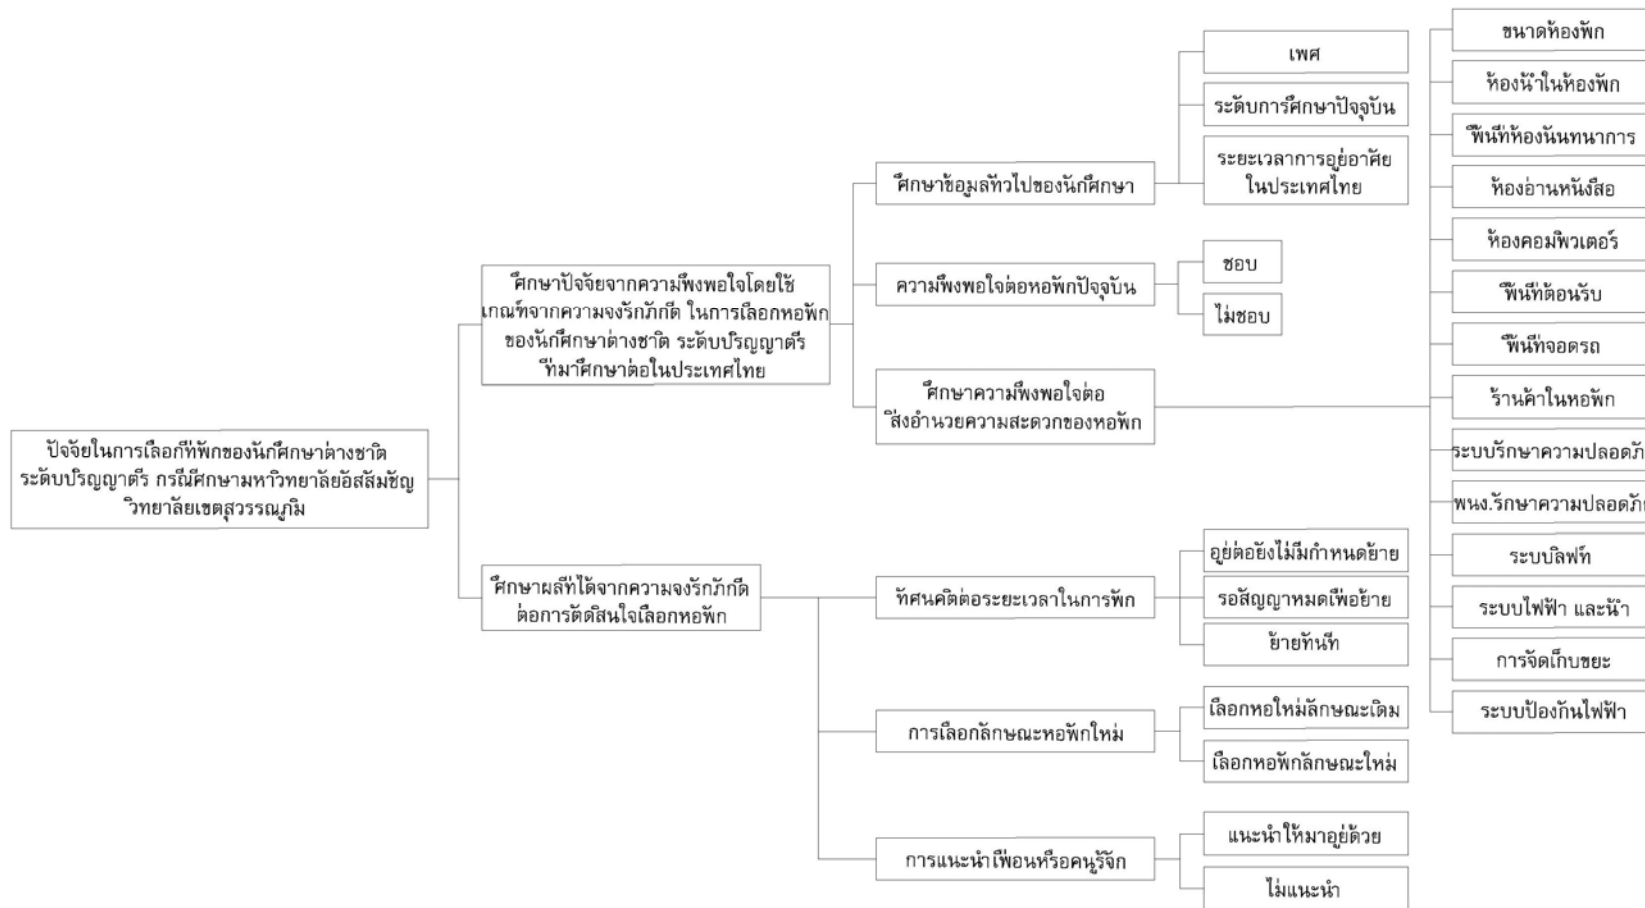 ปัจจัยในการเลือกที่พักของนักศึกษาต่างชาติ
ระดับปริญญาตรี กรณีศึกษามหาวิทยาลัยอัสสัมชัญ
วิทยาลัยเขตสุวรรณภูมิ
ศึกษาปัจจัยจากความพึงพอใจโดยใช้
เกณฑ์จากความจงรักภักดี ในการเลือกหอพัก
ของนักศึกษาต่างชาติ ระดับปริญญาตรี
ที่มาศึกษาต่อในประเทศไทย
ศึกษาข้อมูลทั่วไปของนักศึกษา
เพศ
ระดับการศึกษาปัจจุบัน
ระยะเวลาการอยู่อาศัย
ในประเทศไทย
ความพึงพอใจต่อหอพักปัจจุบัน
ชอบ
ไม่ชอบ
ศึกษาความพึงพอใจต่อ
สิ่งอำนวยความสะดวกของหอพัก
ขนาดห้องพัก
ห้องน้ำในห้องพัก
พื้นที่ห้องนันทนาการ
ห้องอ่านหนังสือ
ห้องคอมพิวเตอร์
พื้นที่ต้อนรับ
พื้นที่จอดรถ
ร้านค้าในหอพัก
ระบบรักษาความปลอดภั
พนง.รักษาความปลอดภั
ระบบลิฟท์
ระบบไฟฟ้า และน้ำ
การจัดเก็บขยะ
ระบบป้องกันไฟฟ้า
ศึกษาผลที่ได้จากความจงรักภักดี
ต่อการตัดสินใจเลือกหอพัก
ทัศนคติต่อระยะเวลาในการพัก
อยู่ต่อยังไม่มีกำหนดย้าย
รอสัญญาหมดเพื่อย้าย
ย้ายทันที
การเลือกลักษณะหอพักใหม่
เลือกหอใหม่ลักษณะเดิม
เลือกหอพักลักษณะใหม่
การแนะนำเพื่อนหรือคนรู้จัก
แนะนำให้มาอยู่ด้วย
ไม่แนะนำ